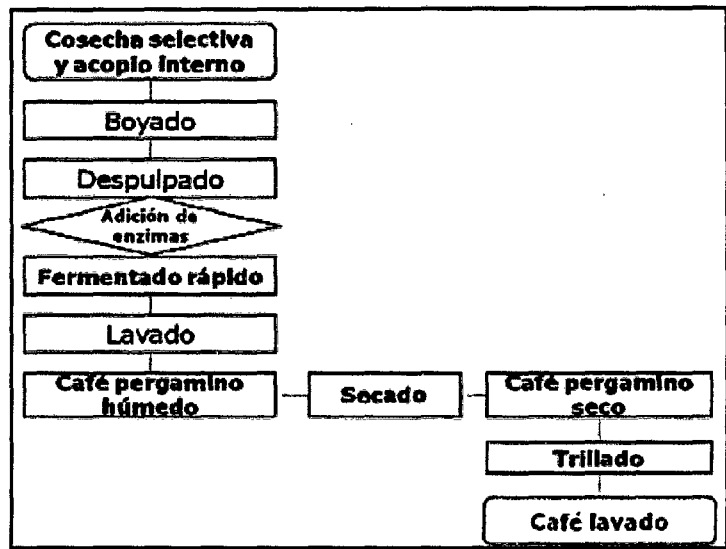 Cosecha selectiva
y acopio interno
Boyado
Despulpado
Adición de
enzimas
Fermentado rápido
Lavado
Café pergamino
húmedo
Secado
Café pergamino
seco
Trillado
Café lavado